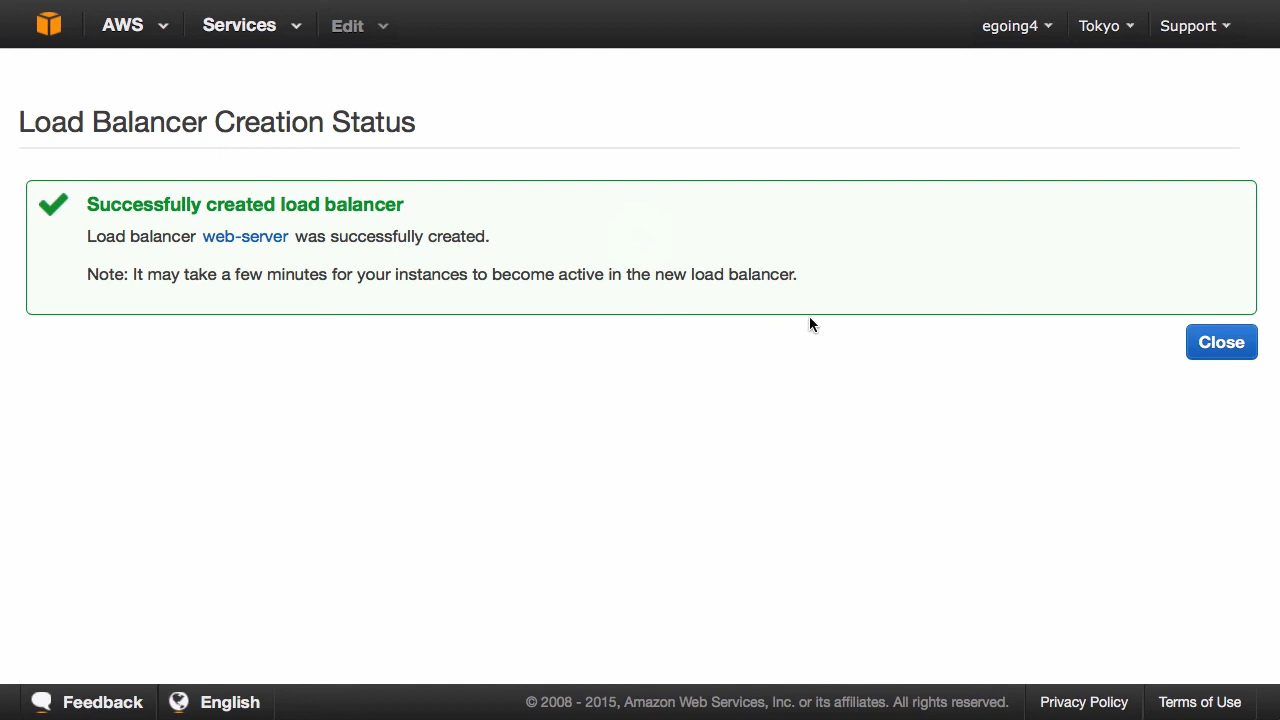 AWS Services Edit egoing4 Tokyo Support
Load Balancer Creation Status
Successfully created load balancer
Load balancer web-server was successfully created.
Note: It may take a few minutes for your instances to become active in the new load balancer.
Close
Feedback English © 2008 - 2015, Amazon Web Services, Inc. or its affiliates. All rights reserved. Privacy Policy Terms of Use